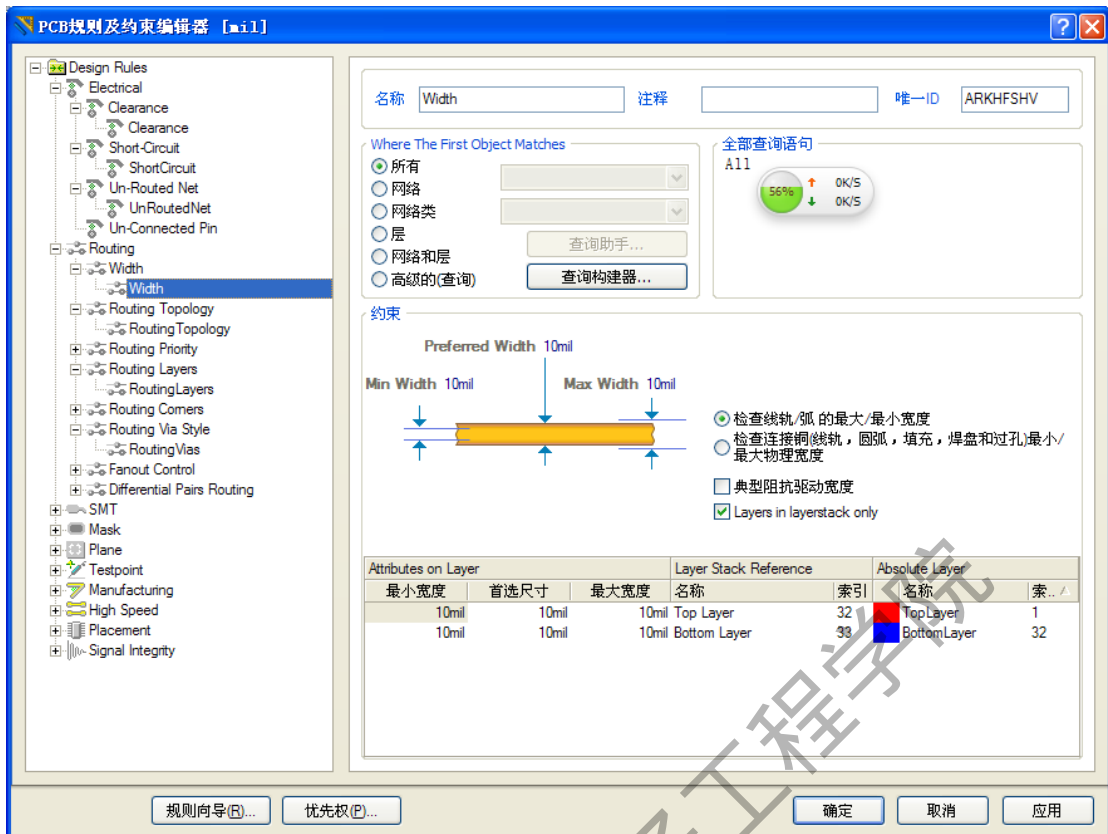 PCB规则及约束编辑器 [mil]
Design Rules
Electrical
Clearance
Clearance
Short-Circuit
ShortCircuit
Un-Routed Net
UnRoutedNet
Un-Connected Pin
Routing
Width
Width
Routing Topology
RoutingTopology
Routing Priority
Routing Layers
RoutingLayers
Routing Corners
Routing Via Style
RoutingVias
Fanout Control
Differential Pairs Routing
SMT
Mask
Plane
Testpoint
Manufacturing
High Speed
Placement
Signal Integrity
名称 Width 注释 唯一ID ARKHFSHV
Where The First Object Matches
所有
网络
网络类
层
网络和层
高级的(查询)
查询助手...
查询构建器...
全部查询语句
All
56% 0K/S
0K/S
约束
Preferred Width 10mil
Min Width 10mil Max Width 10mil
检查线轨/弧 的最大/最小宽度
检查连接铜(线轨，圆弧，填充，焊盘和过孔)最小/
最大物理宽度
典型阻抗驱动宽度
Layers in layerstack only
Attributes on Layer Layer Stack Reference Absolute Layer
最小宽度 首选尺寸 最大宽度 名称 索引 名称 索..
10mil 10mil 10mil Top Layer 32 TopLayer 1
10mil 10mil 10mil Bottom Layer 33 BottomLayer 32
规则向导(R)... 优先权(P)... 确定 取消 应用
工程学院